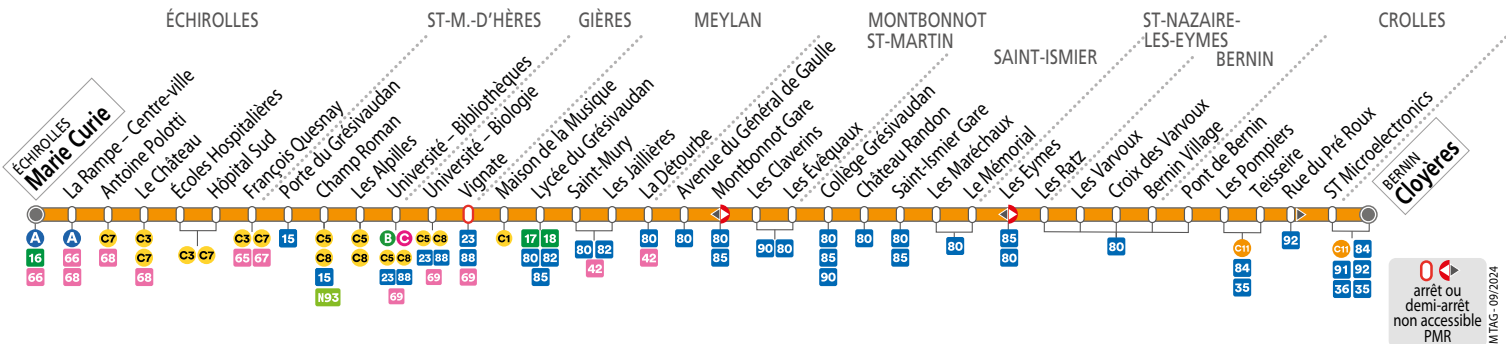 ÉCHIROLLES
ST-M.-D'HÈRES
GIÈRES
MEYLAN
MONTBONNOT
ST-MARTIN
SAINT-ISMIER
ST-NAZAIRE-
LES-EYMES
BERNIN
CROLLES
ÉCHIROLLES
Marie Curie
La Rampe – Centre-ville
Antoine Polotti
Le Château
Écoles Hospitalières
Hôpital Sud
François Quesnay
Porte du Grésivaudan
Champ Roman
Les Alpilles
Université – Bibliothèques
Université – Biologie
Vignate
Maison de la Musique
Lycée du Grésivaudan
Saint-Mury
Les Jaillières
La Détourbe
Avenue du Général de Gaulle
Montbonnot Gare
Les Claverins
Les Évéquaux
Collège Grésivaudan
Château Randon
Saint-Ismier Gare
Les Maréchaux
Le Mémorial
Les Eymes
Les Ratz
Les Varvoux
Croix des Varvoux
Bernin Village
Pont de Bernin
Les Pompiers
Teisseire
Rue du Pré Roux
ST Microelectronics
BERNIN
Cloyères
A
16
66
A
66
68
C7
68
C3
C7
68
C3 C7
C3 C7
65 67
15
C5
C8
15
N93
C5
C8
B C
C5 C8
23 88
69
C5 C8
23 88
69
23
88
69
C1
17 18
80 82
85
80 82
42
80
42
80
80
85
90 80
80
85
90
80
80
85
80
85
80
80
C11
84
35
92
C11 84
91 92
36 35
arrêt ou
demi-arrêt
non accessible
PMR
M TAG - 09/2024